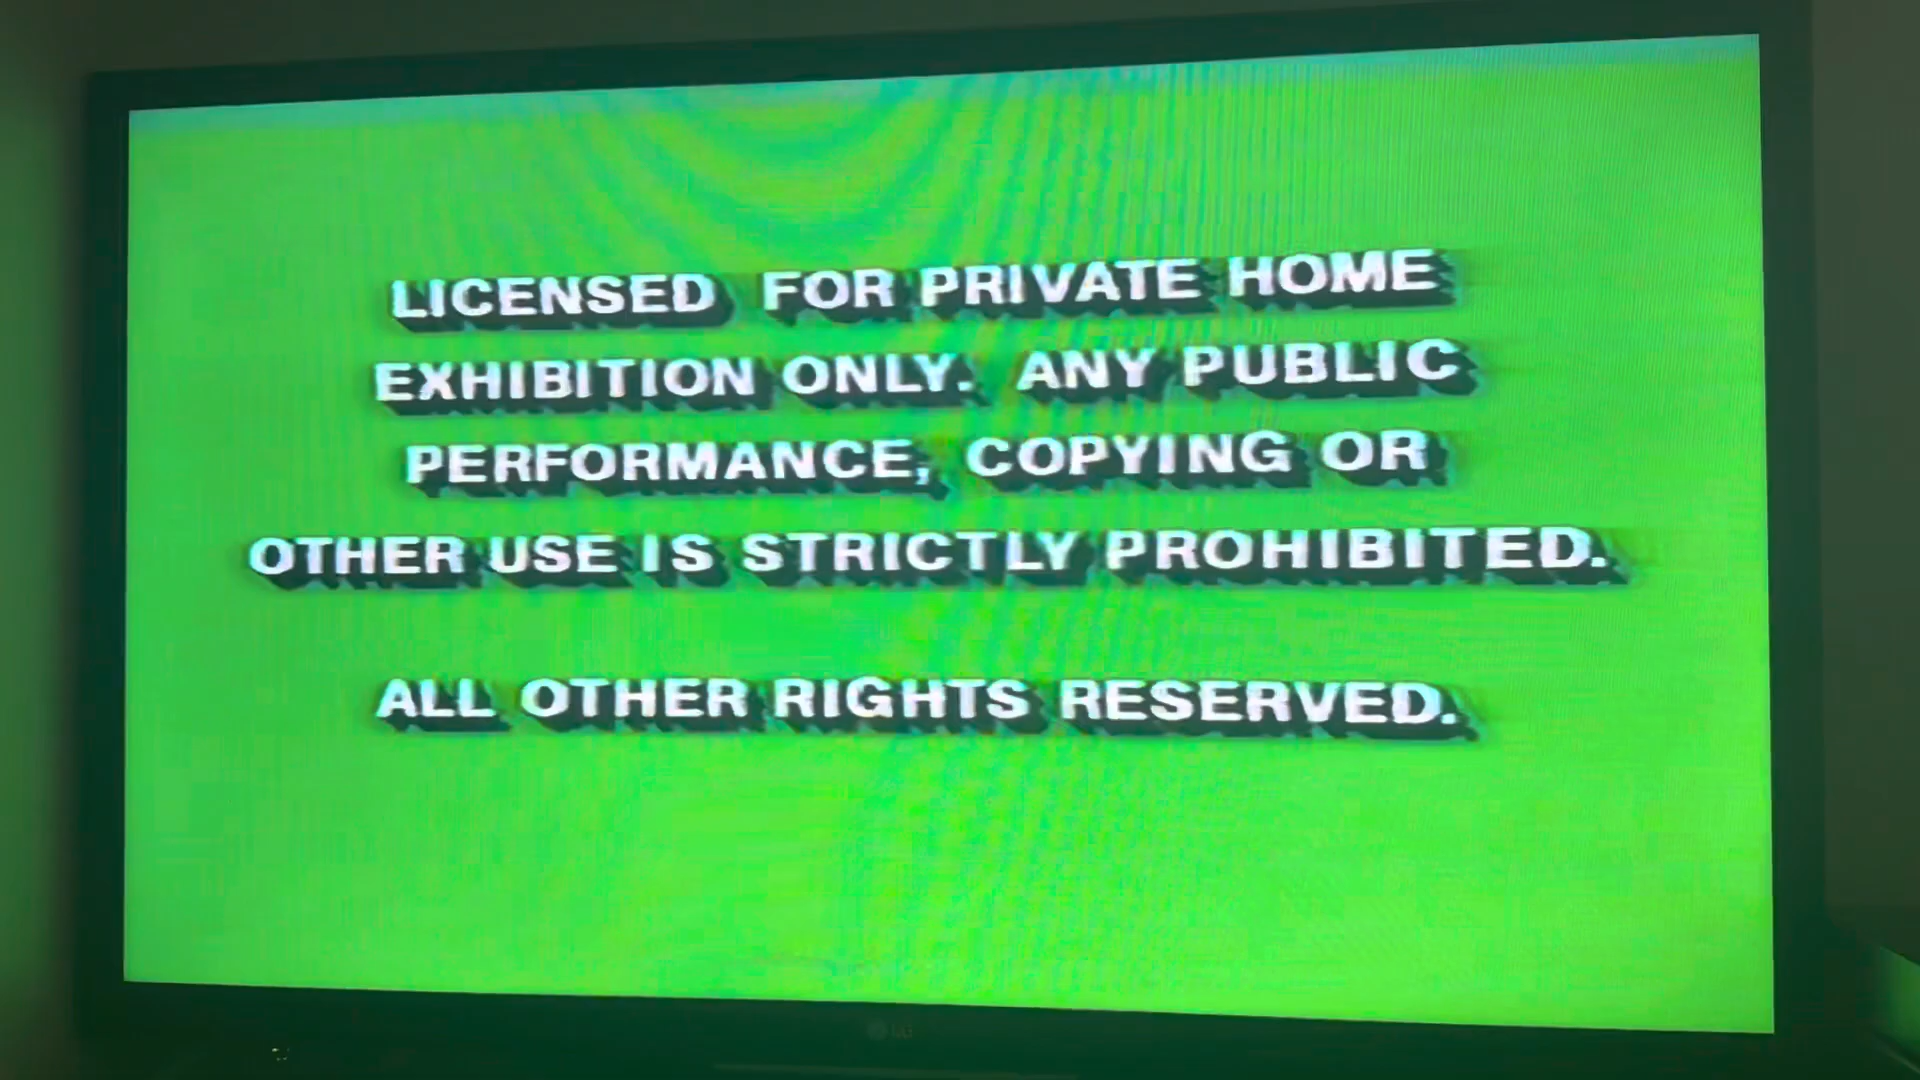 LICENSED FOR PRIVATE HOME
EXHIBITION ONLY. ANY PUBLIC
PERFORMANCE, COPYING OR
OTHER USE IS STRICTLY PROHIBITED.
ALL OTHER RIGHTS RESERVED.
LG